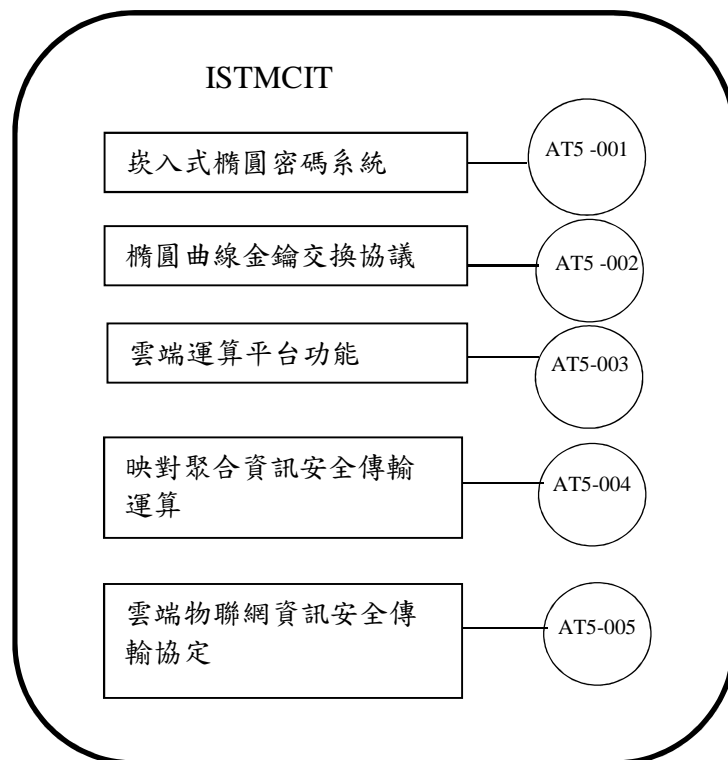 ISTMCIT
崁入式橢圓密碼系統
AT5 -001
橢圓曲線金鑰交換協議
AT5 -002
雲端運算平台功能
AT5-003
映對聚合資訊安全傳輸
運算
AT5-004
雲端物聯網資訊安全傳
輸協定
AT5-005